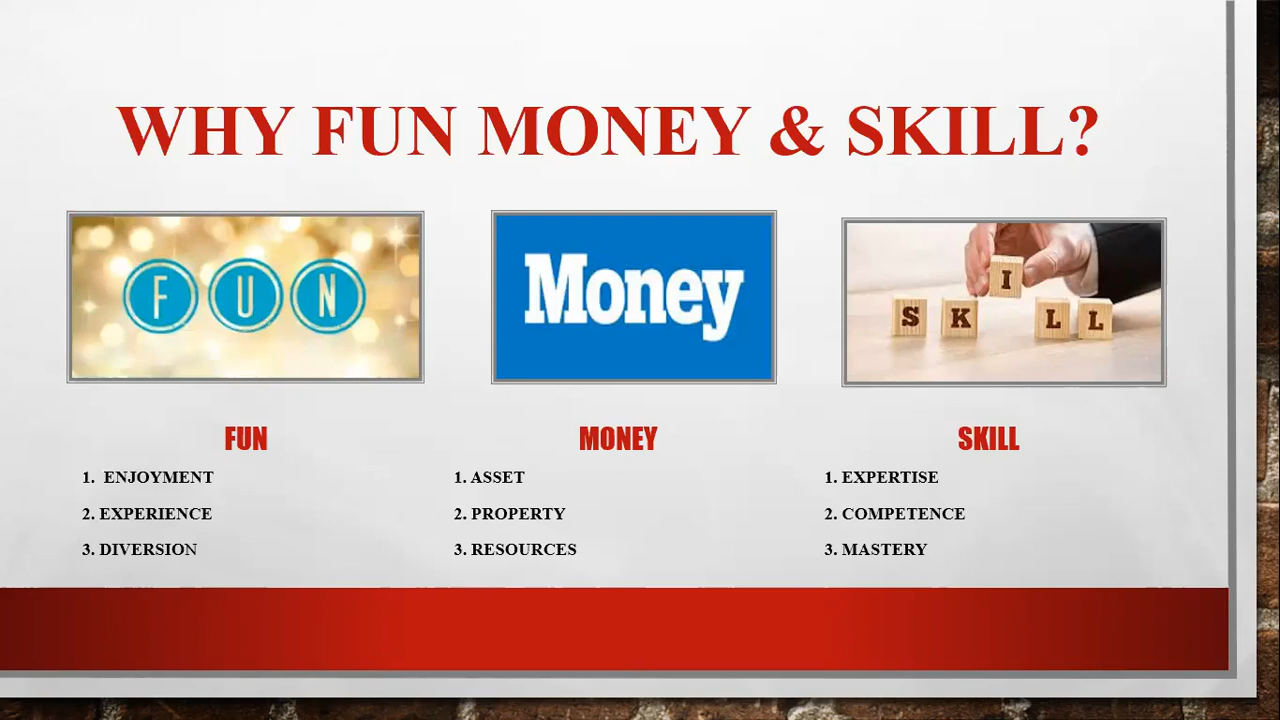 WHY FUN MONEY & SKILL?
F U N
Money
S K I L L
FUN
1. ENJOYMENT
2. EXPERIENCE
3. DIVERSION
MONEY
1. ASSET
2. PROPERTY
3. RESOURCES
SKILL
1. EXPERTISE
2. COMPETENCE
3. MASTERY